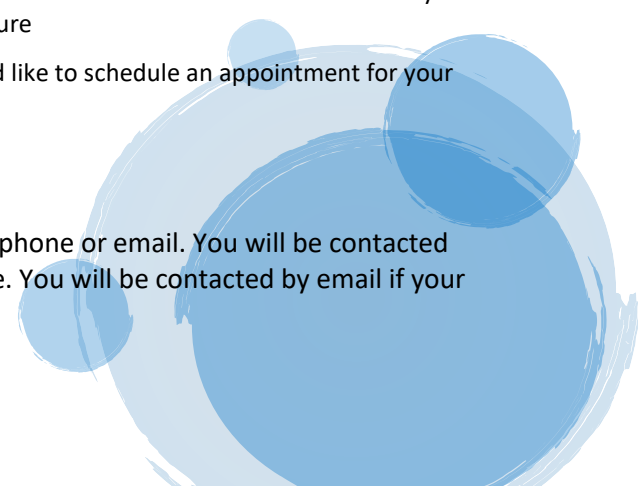 ure
like to schedule an appointment for your
phone or email. You will be contacted
e. You will be contacted by email if your